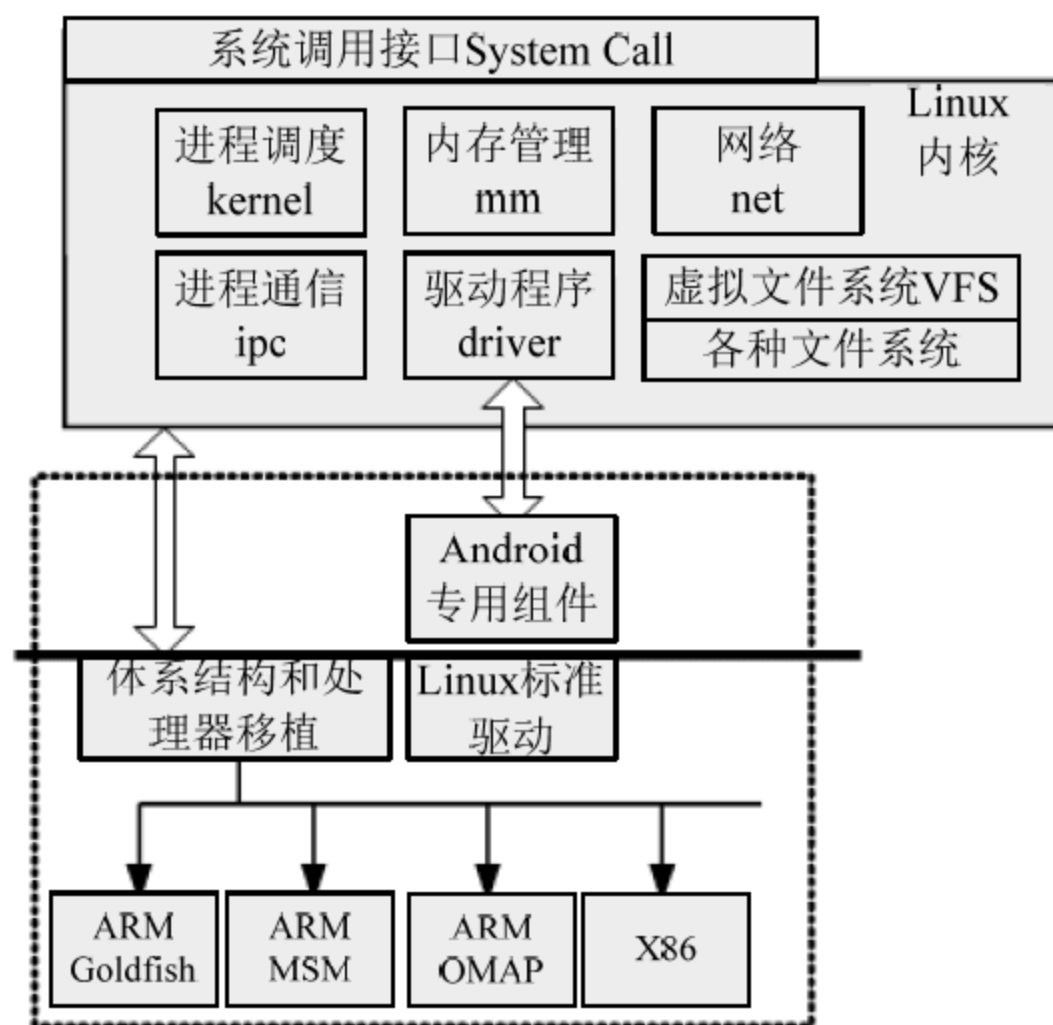 系统调用接口System Call
Linux
内核
进程调度
kernel
内存管理
mm
网络
net
进程通信
ipc
驱动程序
driver
虚拟文件系统VFS
各种文件系统
Android
专用组件
体系结构和处
理器移植
Linux标准
驱动
ARM
Goldfish
ARM
MSM
ARM
OMAP
X86